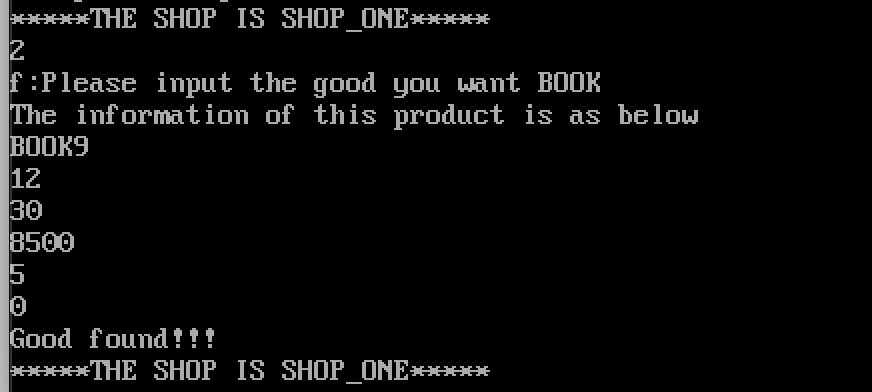 *****THE SHOP IS SHOP_ONE*****
2
f:Please input the good you want BOOK
The information of this product is as below
BOOK9
12
30
8500
5
0
Good found!!!
*****THE SHOP IS SHOP_ONE*****